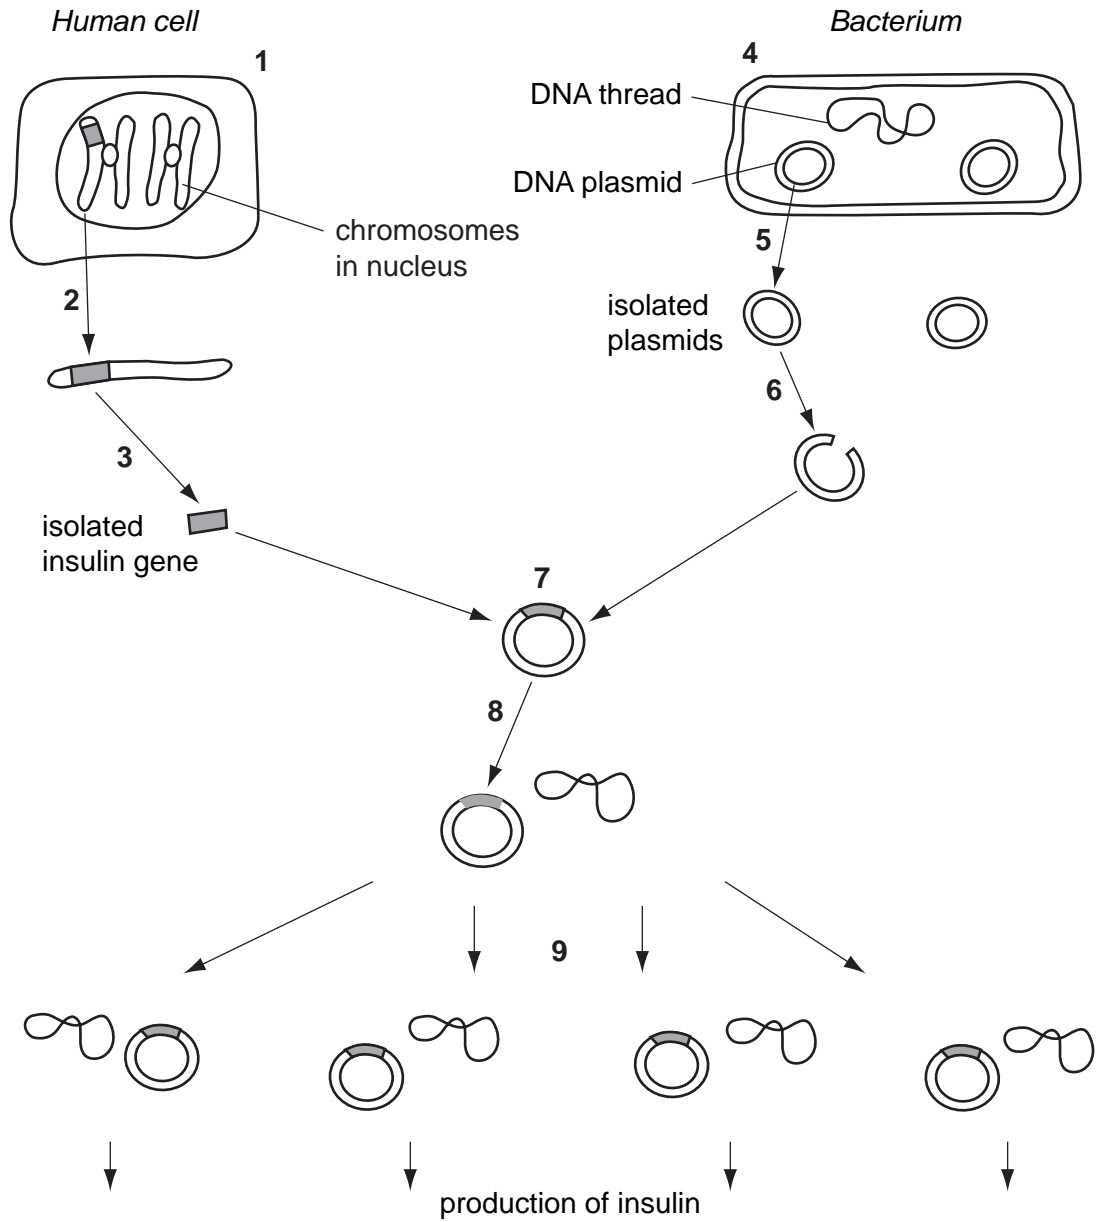 Human cell
Bacterium
1
4
DNA thread
DNA plasmid
chromosomes
in nucleus
5
2
isolated
plasmids
6
3
isolated
insulin gene
7
8
9
production of insulin